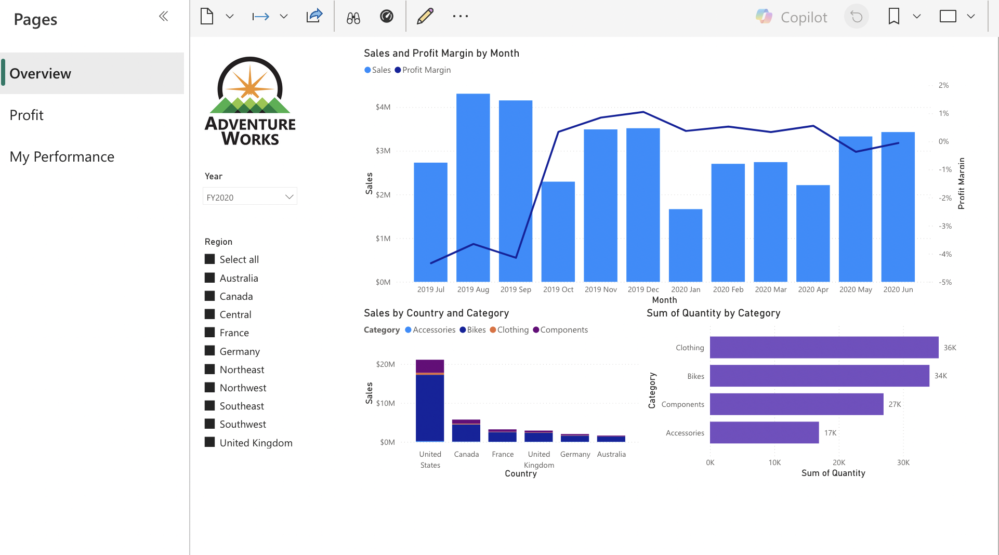 Pages
Overview
Profit
My Performance
Copilot
ADVENTURE
WORKS
Year
FY2020
Region
Select all
Australia
Canada
Central
France
Germany
Northeast
Northwest
Southeast
Southwest
United Kingdom
Sales and Profit Margin by Month
Sales Profit Margin
Sales
$4M
$3M
$2M
$1M
$0M
2%
1%
0%
-1%
-2%
-3%
-4%
-5%
Profit Margin
2019 Jul 2019 Aug 2019 Sep 2019 Oct 2019 Nov 2019 Dec 2020 Jan 2020 Feb 2020 Mar 2020 Apr 2020 May 2020 Jun
Month
Sales by Country and Category
Category Accessories Bikes Clothing Components
Sales
$20M
$10M
$0M
United States Canada France United Kingdom Germany Australia
Country
Sum of Quantity by Category
Category
Clothing 36K
Bikes 34K
Components 27K
Accessories 17K
0K 10K 20K 30K
Sum of Quantity